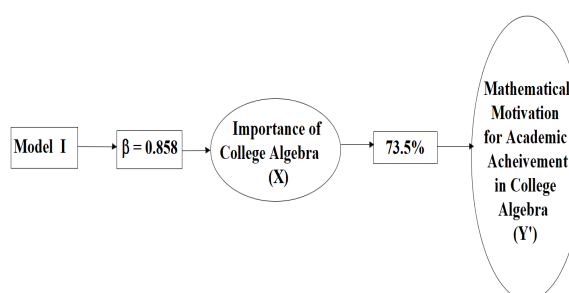 Model I
β = 0.858
Importance of
College Algebra
(X)
73.5%
Mathematical
Motivation
for Academic
Acheivement
in College
Algebra
(Y')